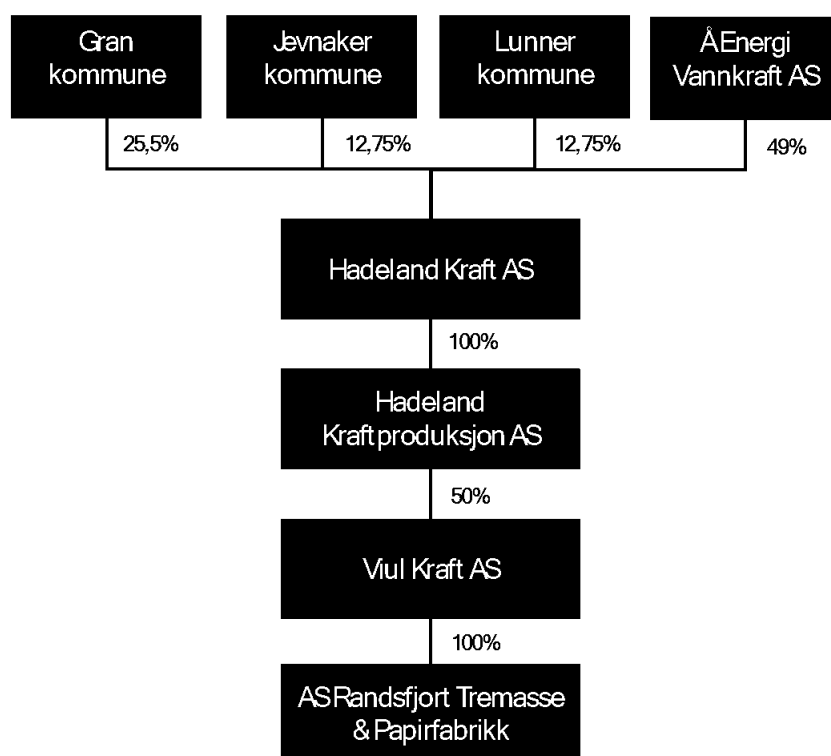 Gran
kommune
Jevnaker
kommune
Lunner
kommune
Å Energi
Vannkraft AS
25,5%
12,75%
12,75%
49%
Hadeland Kraft AS
100%
Hadeland
Kraftproduksjon AS
50%
Viul Kraft AS
100%
AS Randsfjort Tremasse
& Papirfabrikk